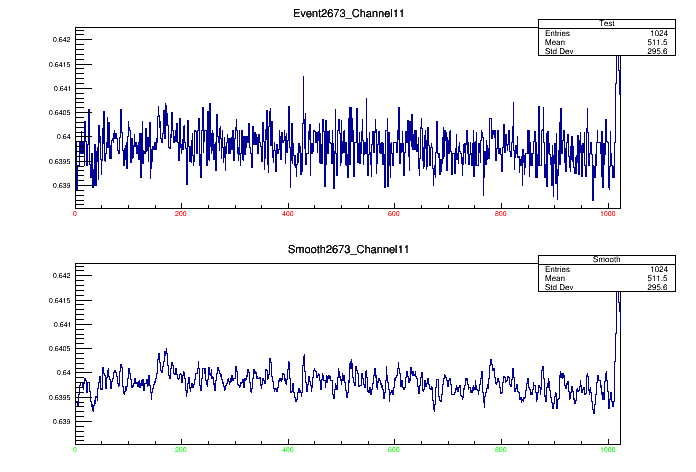 Event2673_Channel11
Test
Entries 1024
Mean 511.5
Std Dev 295.6
0.642
0.6415
0.641
0.6405
0.64
0.6395
0.639
0 200 400 600 800 1000
Smooth2673_Channel11
Smooth
Entries 1024
Mean 511.5
Std Dev 295.6
0.642
0.6415
0.641
0.6405
0.64
0.6395
0.639
0 200 400 600 800 1000